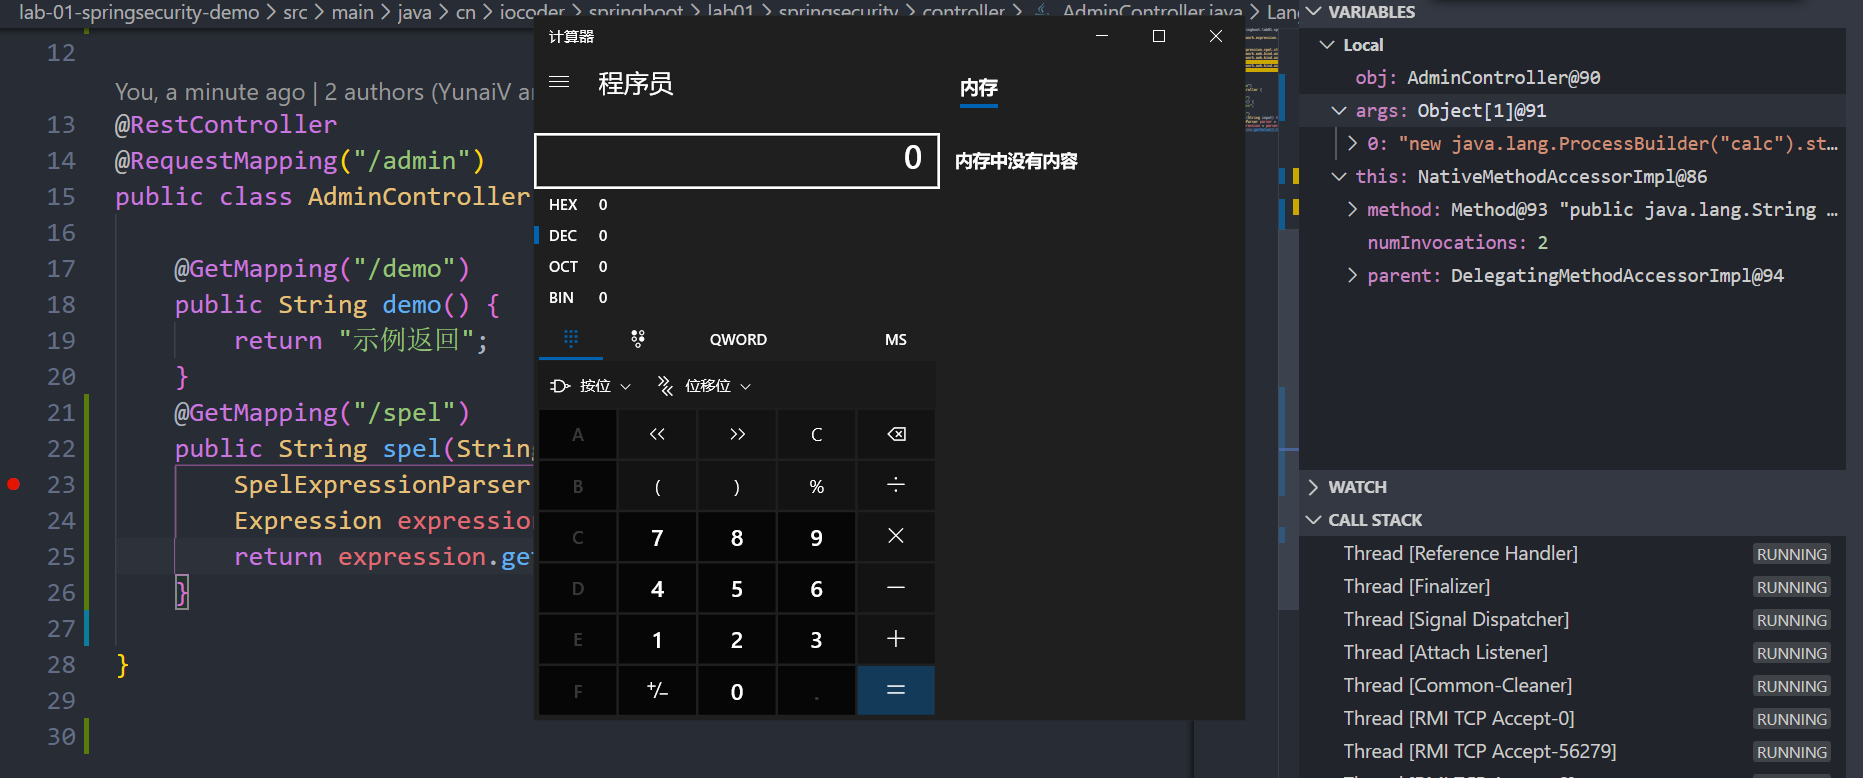 lab-01-springsecurity-demo > src > main > java > cn > iocoder > springboot > lab01 > springsecurity > controller > AdminController.java > Lan
12
You, a minute ago | 2 authors (YunaiV a
13 @RestController
14 @RequestMapping("/admin")
15 public class AdminController
16
17 @GetMapping("/demo")
18 public String demo() {
19 return "示例返回";
20 }
21 @GetMapping("/spel")
22 public String spel(String
23 SpelExpressionParser
24 Expression expressio
25 return expression.ge
26 }
27
28 }
29
30
计算器
程序员
0
HEX 0
DEC 0
OCT 0
BIN 0
QWORD MS
按位 位移位
A << >> C
B ( ) % ÷
C 7 8 9 ×
D 4 5 6 −
E 1 2 3 +
F +/− 0 . =
内存
内存中没有内容
VARIABLES
Local
obj: AdminController@90
args: Object[1]@91
0: "new java.lang.ProcessBuilder("calc").st…
this: NativeMethodAccessorImpl@86
method: Method@93 "public java.lang.String …
numInvocations: 2
parent: DelegatingMethodAccessorImpl@94
WATCH
CALL STACK
Thread [Reference Handler] RUNNING
Thread [Finalizer] RUNNING
Thread [Signal Dispatcher] RUNNING
Thread [Attach Listener] RUNNING
Thread [Common-Cleaner] RUNNING
Thread [RMI TCP Accept-0] RUNNING
Thread [RMI TCP Accept-56279] RUNNING